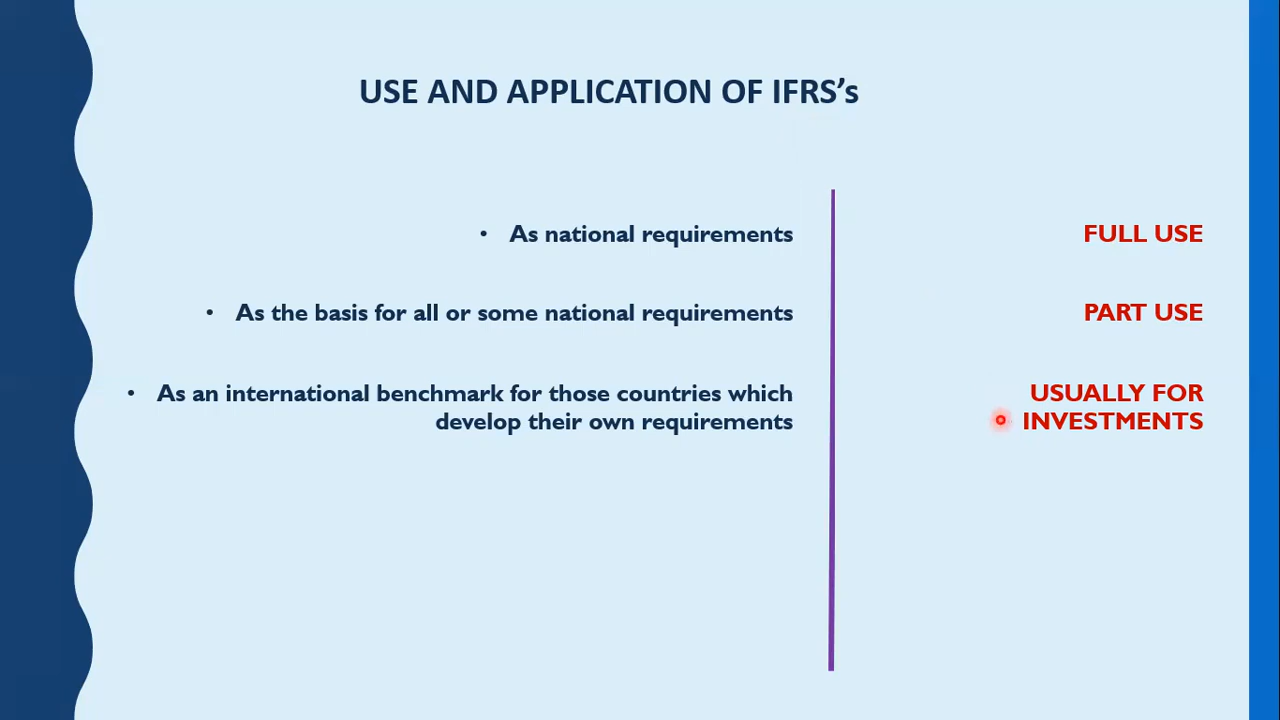 USE AND APPLICATION OF IFRS’s
• As national requirements
FULL USE
• As the basis for all or some national requirements
PART USE
• As an international benchmark for those countries which
develop their own requirements
USUALLY FOR
INVESTMENTS